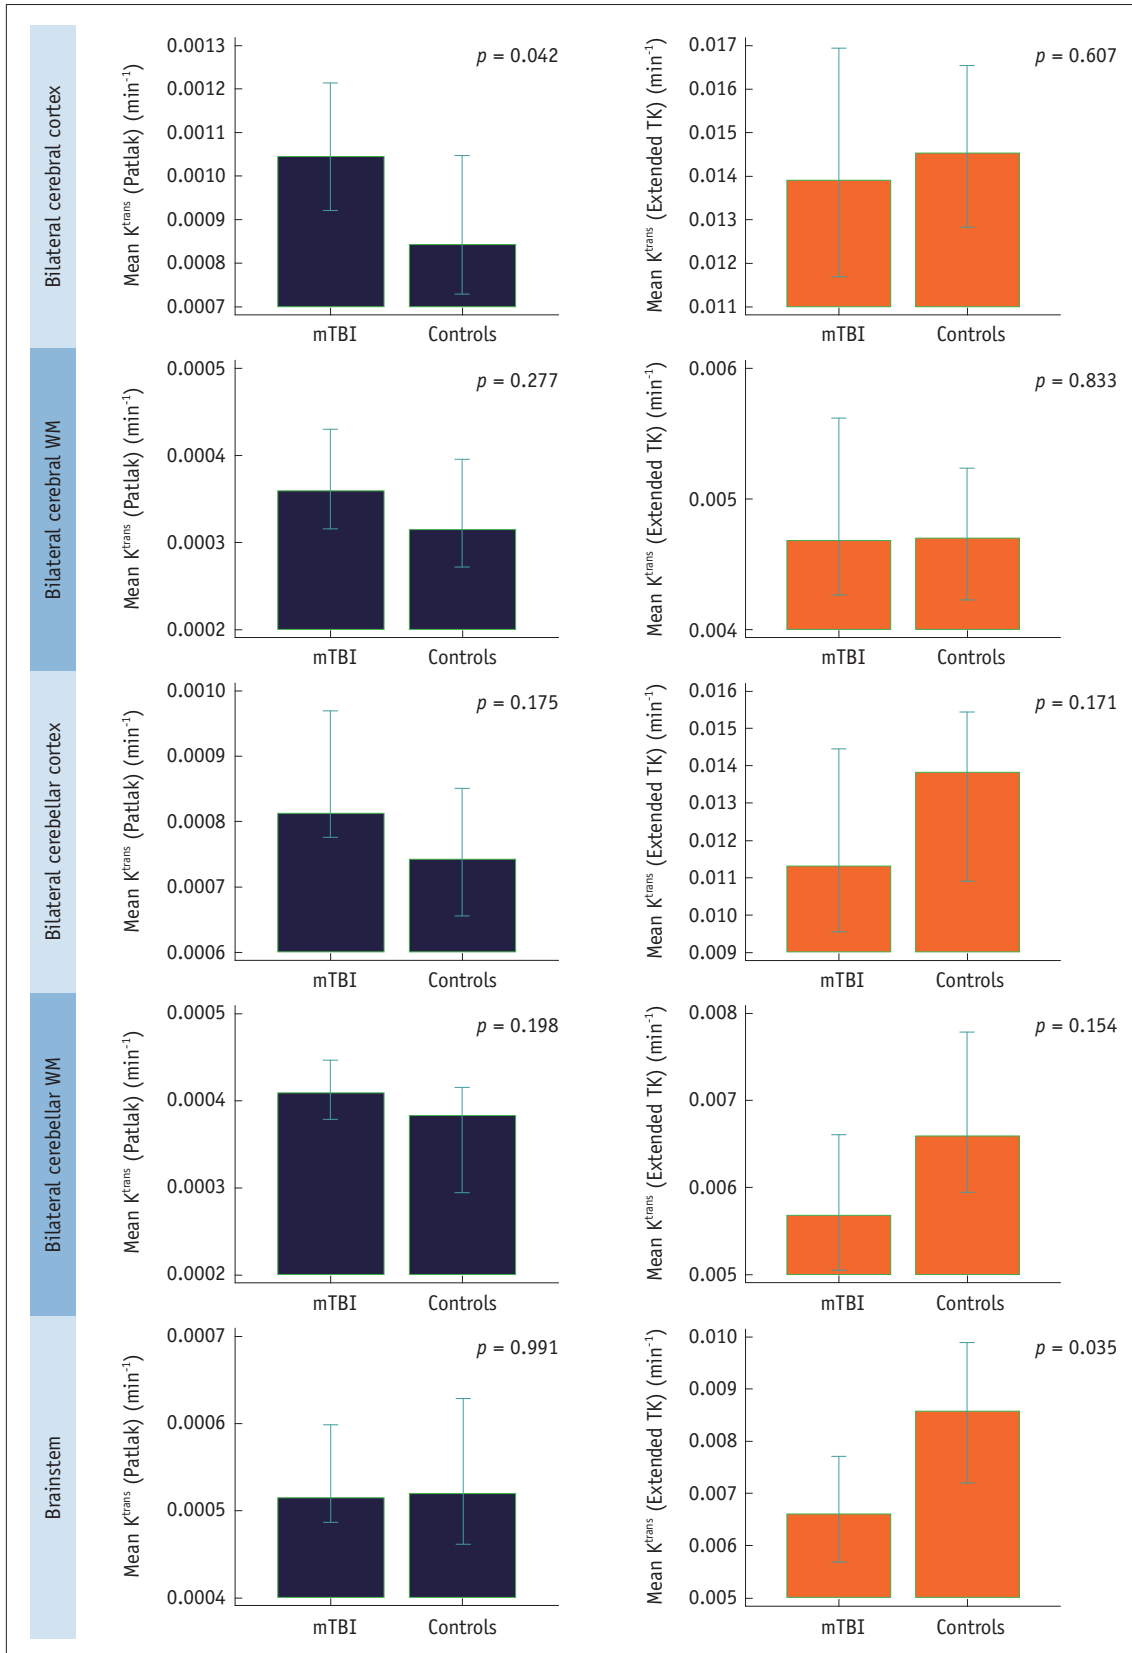 Bilateral cerebral cortex
Mean Ktrans (Patlak) (min-1)
0.0013
0.0012
0.0011
0.0010
0.0009
0.0008
0.0007
p = 0.042
mTBI
Controls
Mean Ktrans (Extended TK) (min-1)
0.017
0.016
0.015
0.014
0.013
0.012
0.011
p = 0.607
mTBI
Controls
Bilateral cerebral WM
Mean Ktrans (Patlak) (min-1)
0.0005
0.0004
0.0003
0.0002
p = 0.277
mTBI
Controls
Mean Ktrans (Extended TK) (min-1)
0.006
0.005
0.004
p = 0.833
mTBI
Controls
Bilateral cerebellar cortex
Mean Ktrans (Patlak) (min-1)
0.0010
0.0009
0.0008
0.0007
0.0006
p = 0.175
mTBI
Controls
Mean Ktrans (Extended TK) (min-1)
0.016
0.015
0.014
0.013
0.012
0.011
0.010
0.009
p = 0.171
mTBI
Controls
Bilateral cerebellar WM
Mean Ktrans (Patlak) (min-1)
0.0005
0.0004
0.0003
0.0002
p = 0.198
mTBI
Controls
Mean Ktrans (Extended TK) (min-1)
0.008
0.007
0.006
0.005
p = 0.154
mTBI
Controls
Brainstem
Mean Ktrans (Patlak) (min-1)
0.0007
0.0006
0.0005
0.0004
p = 0.991
mTBI
Controls
Mean Ktrans (Extended TK) (min-1)
0.010
0.009
0.008
0.007
0.006
0.005
p = 0.035
mTBI
Controls